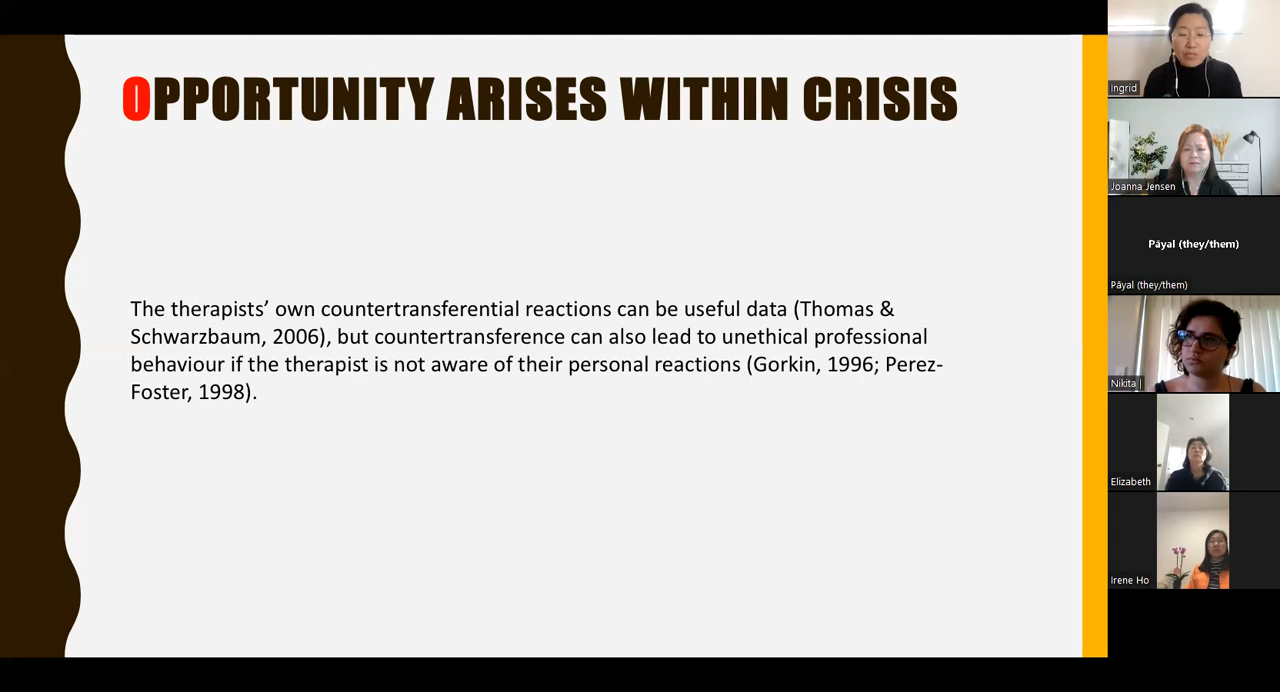 OPPORTUNITY ARISES WITHIN CRISIS
The therapists’ own countertransferential reactions can be useful data (Thomas &
Schwarzbaum, 2006), but countertransference can also lead to unethical professional
behaviour if the therapist is not aware of their personal reactions (Gorkin, 1996; Perez-
Foster, 1998).
Ingrid
Joanna Jensen
Pāyal (they/them)
Pāyal (they/them)
Nikita |
Elizabeth
Irene Ho